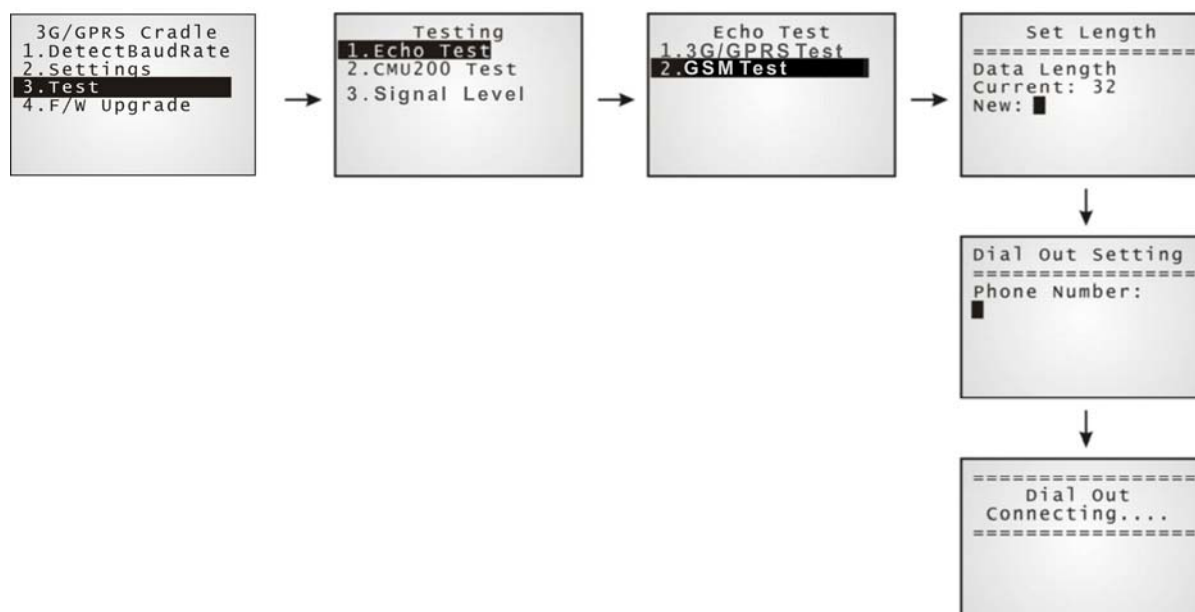 3G/GPRS Cradle
1.DetectBaudRate
2.Settings
3.Test
4.F/W Upgrade
Testing
1.Echo Test
2.CMU200 Test
3.Signal Level
Echo Test
1.3G/GPRS Test
2.GSM Test
Set Length
==================
Data Length
Current: 32
New:
Dial Out Setting
==================
Phone Number:
==================
Dial Out
Connecting....
==================